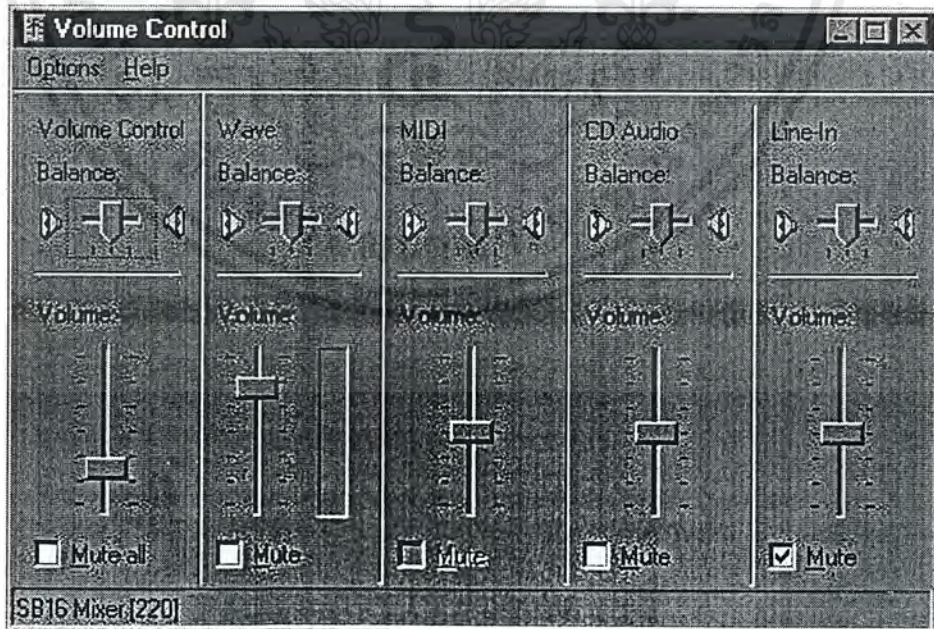 Volume Control
Options Help
Volume Control
Balance:
Volume:
Mute all
Wave
Balance:
Volume:
Mute
MIDI
Balance:
Volume:
Mute
CD Audio
Balance:
Volume:
Mute
Line-In
Balance:
Volume:
Mute
SB16 Mixer [220]